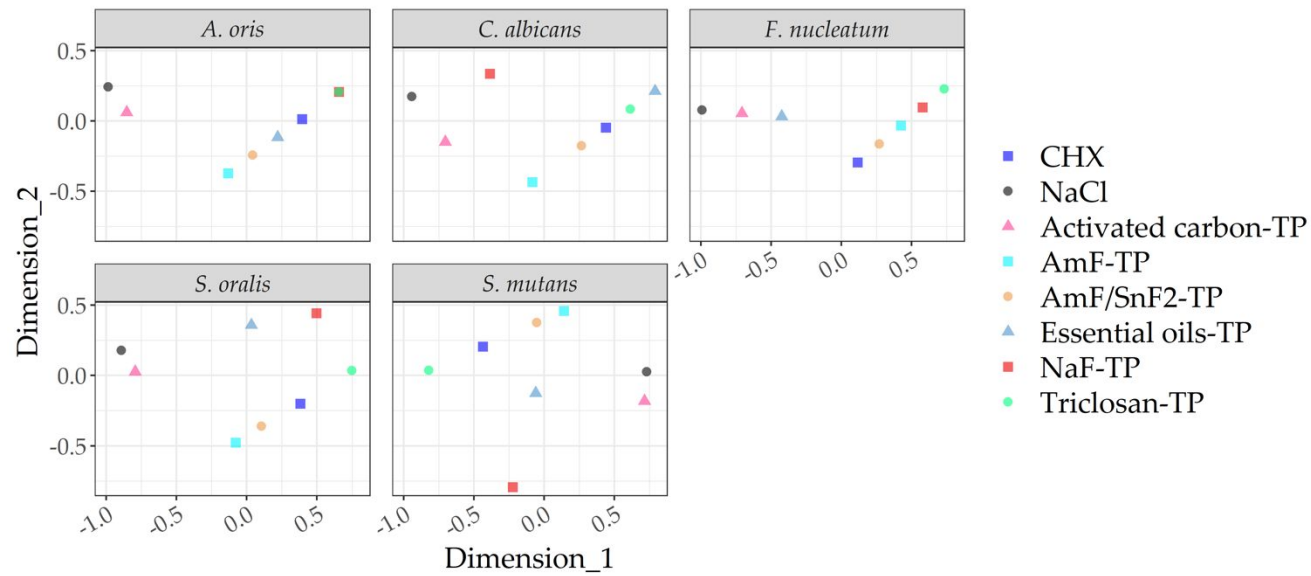 A. oris
C. albicans
F. nucleatum
0.5
0.0
-0.5
-1.0
-0.5
0.0
0.5
S. oralis
S. mutans
0.5
0.0
-0.5
-1.0
-0.5
0.0
0.5
-1.0
-0.5
0.0
0.5
Dimension_2
Dimension_1
CHX
NaCl
Activated carbon-TP
AmF-TP
AmF/SnF2-TP
Essential oils-TP
NaF-TP
Triclosan-TP